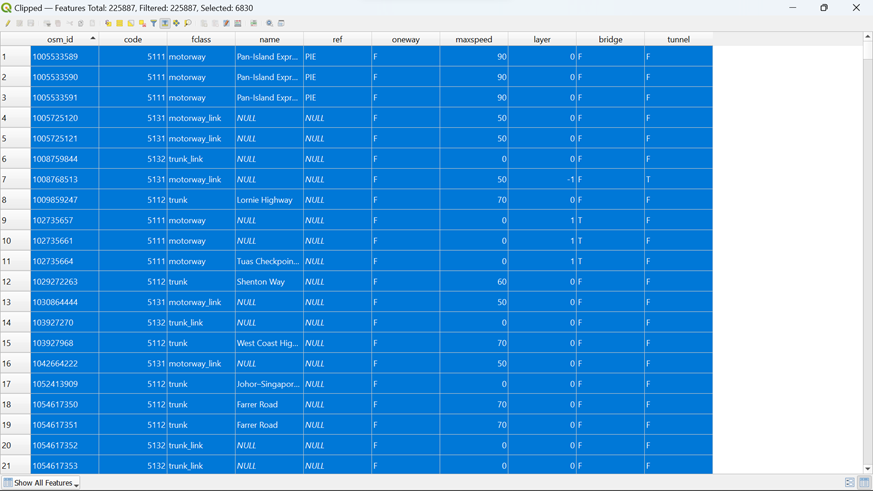 Clipped — Features Total: 225887, Filtered: 225887, Selected: 6830
osm_id code fclass name ref oneway maxspeed layer bridge tunnel
1 1005533589 5111 motorway Pan-Island Expr... PIE F 90 0 F F
2 1005533590 5111 motorway Pan-Island Expr... PIE F 90 0 F F
3 1005533591 5111 motorway Pan-Island Expr... PIE F 90 0 F F
4 1005725120 5131 motorway_link NULL NULL F 50 0 F F
5 1005725121 5131 motorway_link NULL NULL F 50 0 F F
6 1008759844 5132 trunk_link NULL NULL F 0 0 F F
7 1008768513 5131 motorway_link NULL NULL F 50 -1 F T
8 1009859247 5112 trunk Lornie Highway NULL F 70 0 F F
9 102735657 5111 motorway NULL NULL F 0 1 T F
10 102735661 5111 motorway NULL NULL F 0 1 T F
11 102735664 5111 motorway Tuas Checkpoin... NULL F 0 1 T F
12 1029272263 5112 trunk Shenton Way NULL F 60 0 F F
13 1030864444 5131 motorway_link NULL NULL F 50 0 F F
14 103927270 5132 trunk_link NULL NULL F 0 0 F F
15 103927968 5112 trunk West Coast Hig... NULL F 70 0 F F
16 1042664222 5131 motorway_link NULL NULL F 50 0 F F
17 1052413909 5112 trunk Johor–Singapor... NULL F 0 0 F F
18 1054617350 5112 trunk Farrer Road NULL F 70 0 F F
19 1054617351 5112 trunk Farrer Road NULL F 70 0 F F
20 1054617352 5132 trunk_link NULL NULL F 0 0 F F
21 1054617353 5132 trunk_link NULL NULL F 0 0 F F
Show All Features